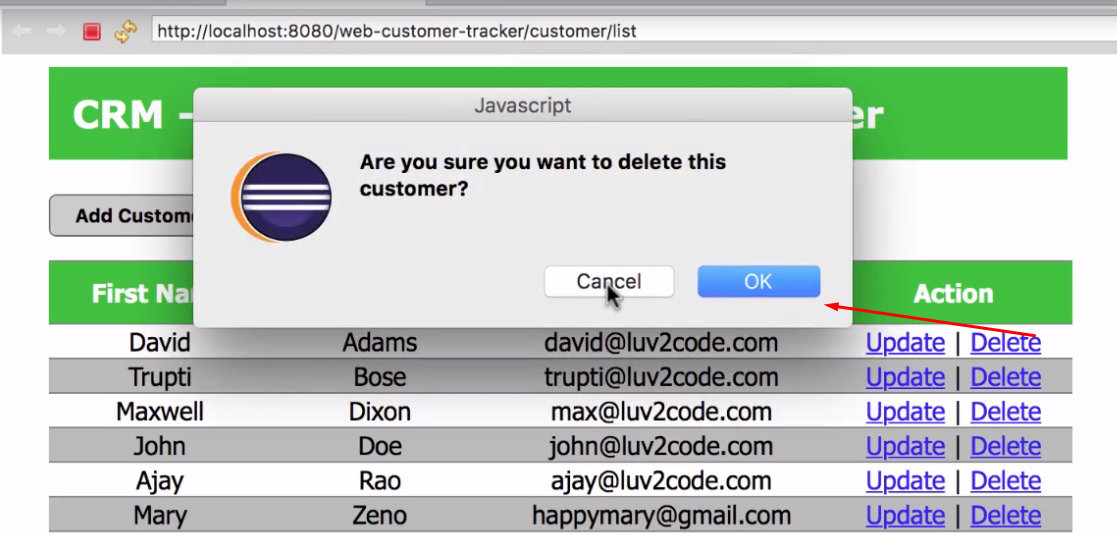 http://localhost:8080/web-customer-tracker/customer/list
CRM - er
Javascript
Are you sure you want to delete this
customer?
Cancel OK
Add Custome
First Na Action
David Adams david@luv2code.com Update | Delete
Trupti Bose trupti@luv2code.com Update | Delete
Maxwell Dixon max@luv2code.com Update | Delete
John Doe john@luv2code.com Update | Delete
Ajay Rao ajay@luv2code.com Update | Delete
Mary Zeno happymary@gmail.com Update | Delete